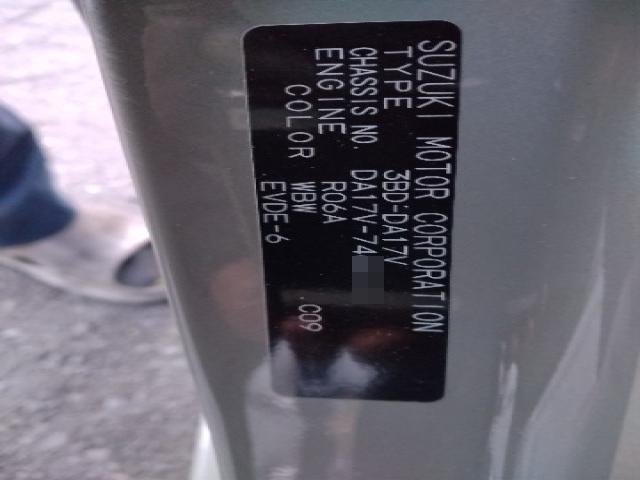 SUZUKI MOTOR CORPORATION
TYPE 3BD-DA17V
CHASSIS NO. DA17V-74
ENGINE R06A
COLOR WBW C09
EVDE-6